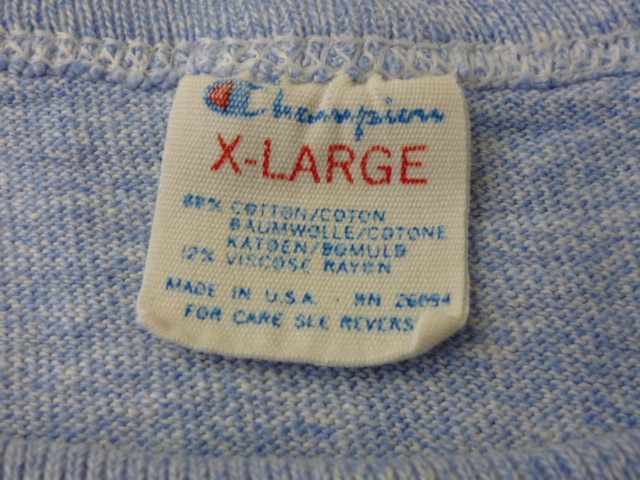 Champion
X-LARGE
88% COTTON/COTON
BAUMWOLLE/COTONE
KATOEN/BOMULD
12% VISCOSE RAYON
MADE IN U.S.A. - RN 26094
FOR CARE SEE REVERS